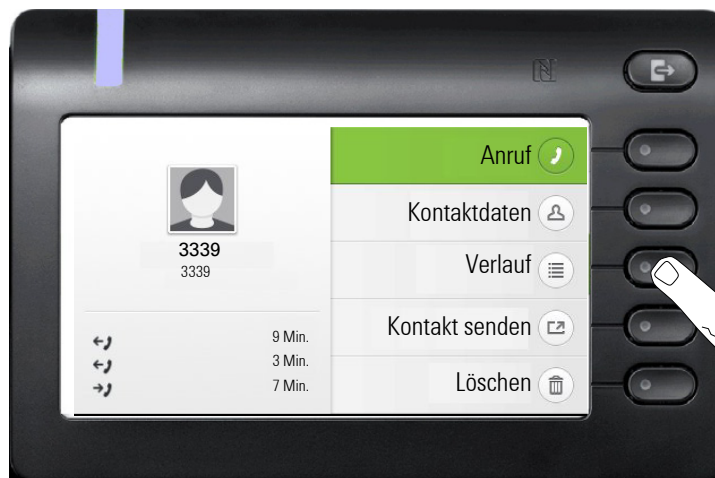 3339
3339
9 Min.
3 Min.
7 Min.
Anruf
Kontaktdaten
Verlauf
Kontakt senden
Löschen